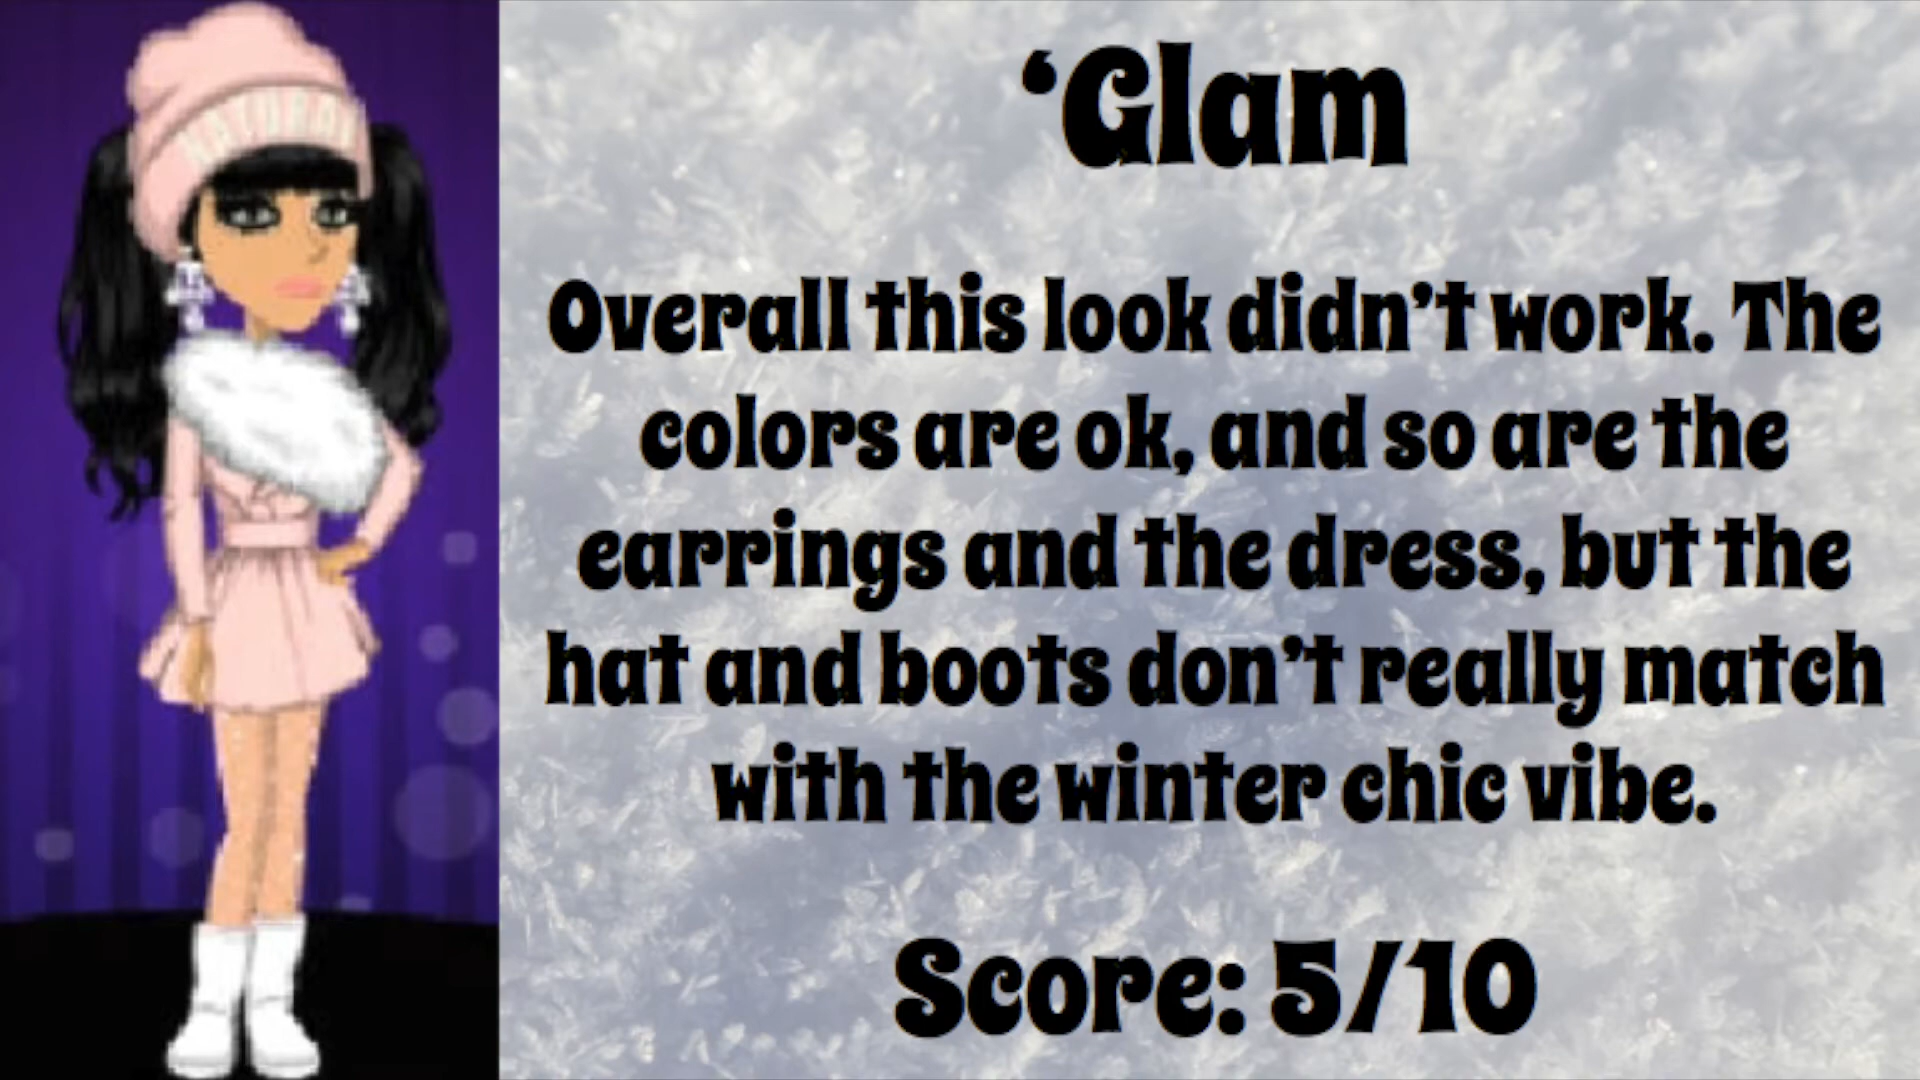 ‘Glam
Overall this look didn’t work. The
colors are ok, and so are the
earrings and the dress, but the
hat and boots don’t really match
with the winter chic vibe.
Score: 5/10